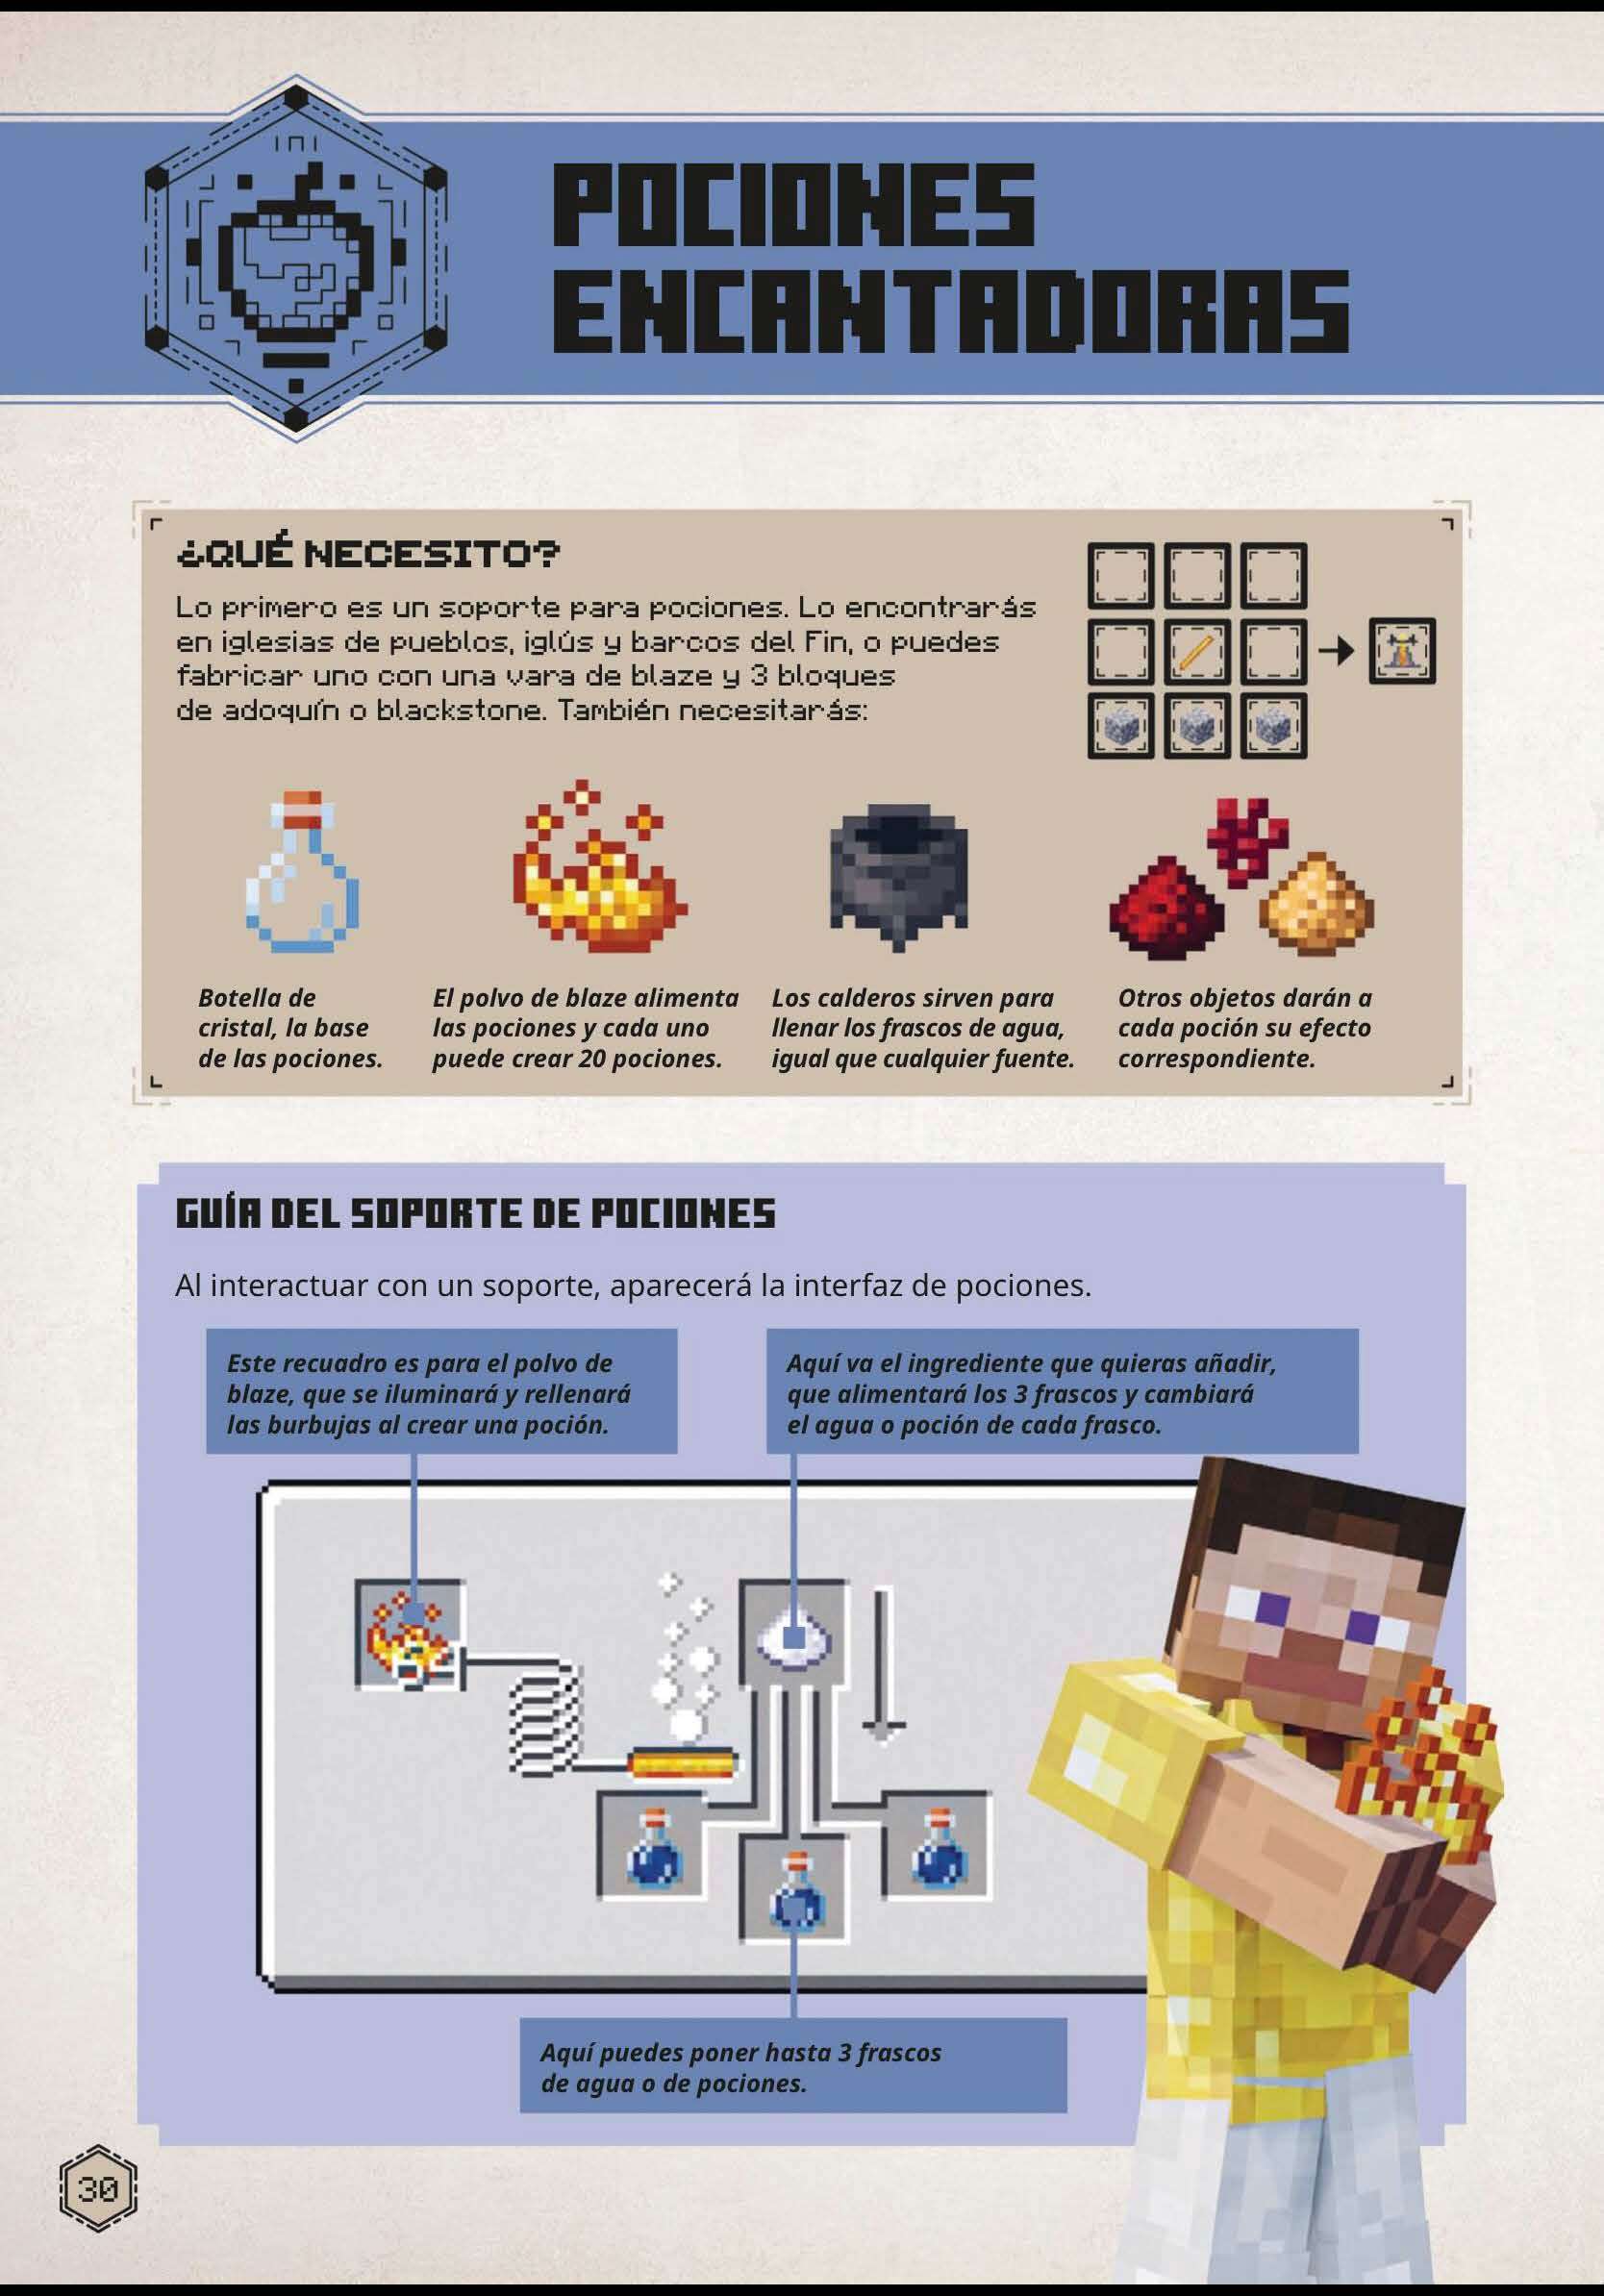 POCIONES
ENCANTADORAS
¿QUÉ NECESITO?
Lo primero es un soporte para pociones. Lo encontrarás
en iglesias de pueblos, iglús y barcos del Fin, o puedes
fabricar uno con una vara de blaze y 3 bloques
de adoquín o blackstone. También necesitarás:
Botella de
cristal, la base
de las pociones.
El polvo de blaze alimenta
las pociones y cada uno
puede crear 20 pociones.
Los calderos sirven para
llenar los frascos de agua,
igual que cualquier fuente.
Otros objetos darán a
cada poción su efecto
correspondiente.
GUÍA DEL SOPORTE DE POCIONES
Al interactuar con un soporte, aparecerá la interfaz de pociones.
Este recuadro es para el polvo de
blaze, que se iluminará y rellenará
las burbujas al crear una poción.
Aquí va el ingrediente que quieras añadir,
que alimentará los 3 frascos y cambiará
el agua o poción de cada frasco.
Aquí puedes poner hasta 3 frascos
de agua o de pociones.
30